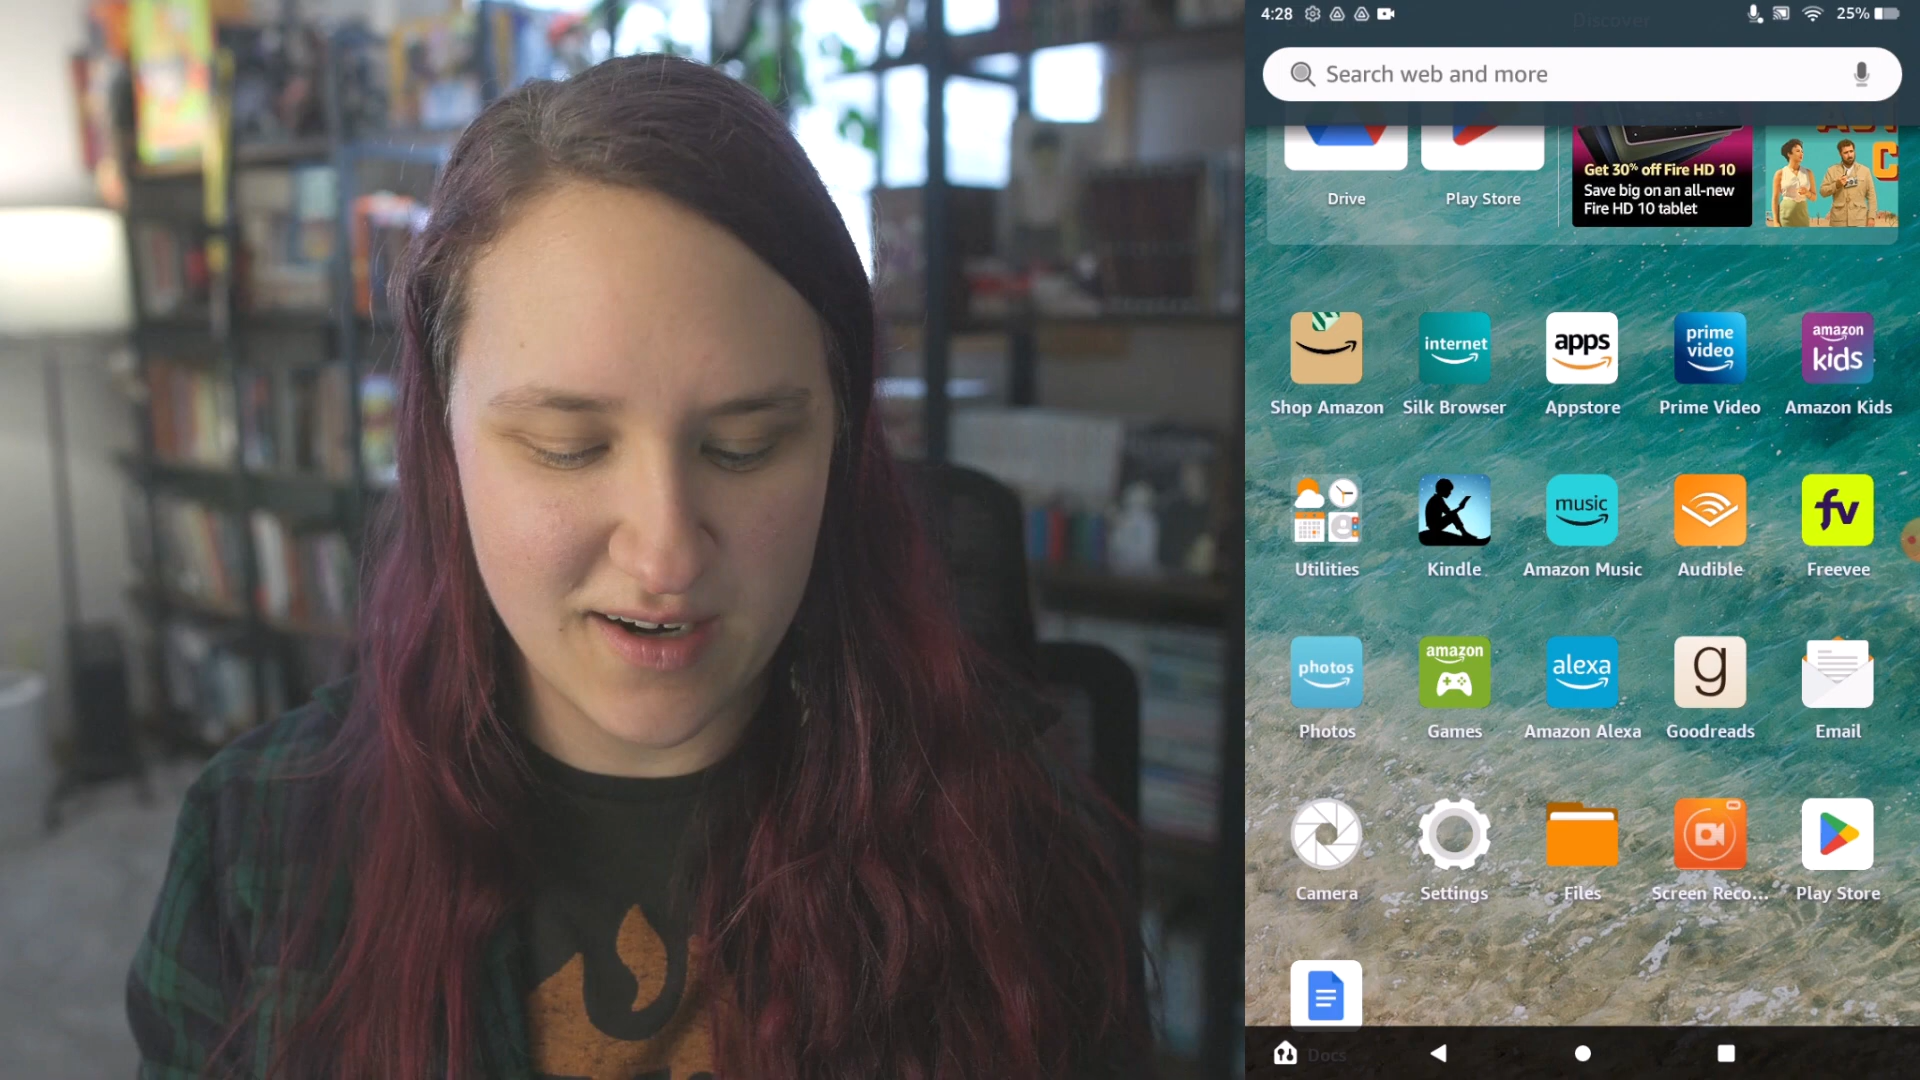 4:28
Discover
25%
Search web and more
Get 30% off Fire HD 10
Save big on an all-new
Fire HD 10 tablet
Drive
Play Store
internet
apps
prime
video
amazon
kids
Shop Amazon
Silk Browser
Appstore
Prime Video
Amazon Kids
music
fv
Utilities
Kindle
Amazon Music
Audible
Freevee
photos
amazon
alexa
g
Photos
Games
Amazon Alexa
Goodreads
Email
Camera
Settings
Files
Screen Reco...
Play Store
Docs